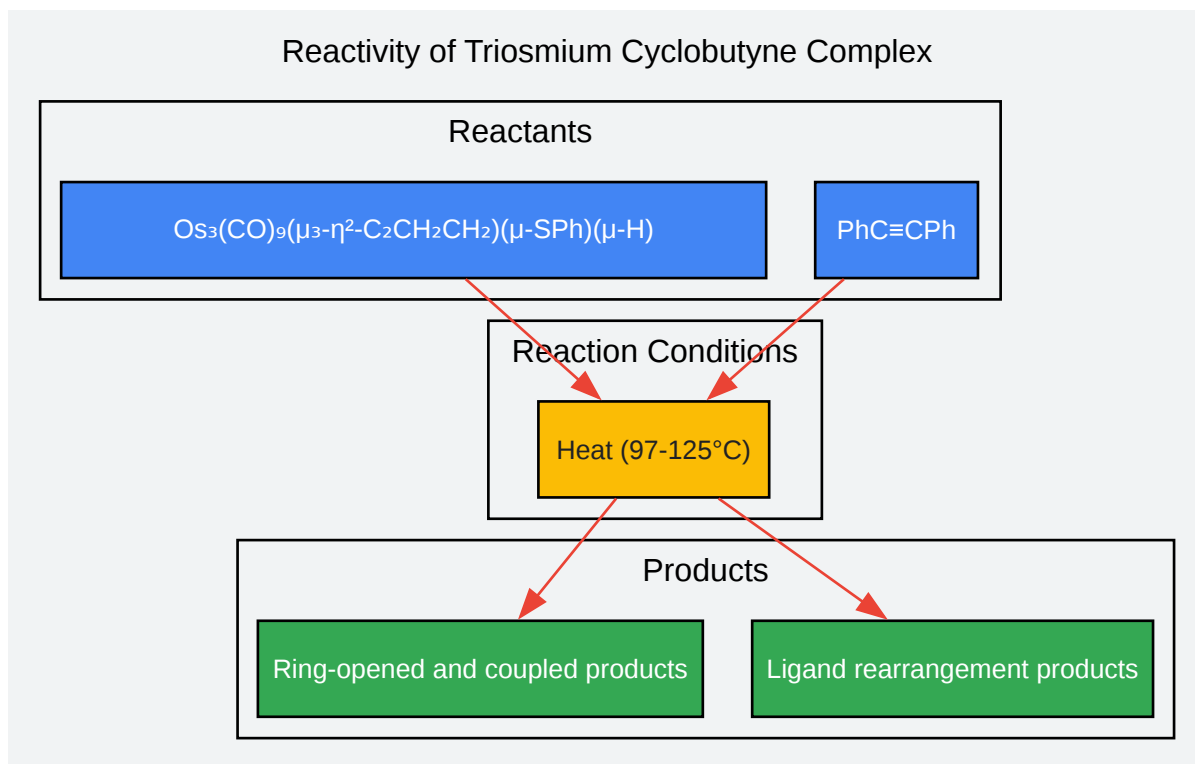 Reactivity of Triosmium Cyclobutyne Complex
Reactants
Os₃(CO)₉(μ₃-η²-C₂CH₂CH₂)(μ-SPh)(μ-H)
PhC≡CPh
Reaction Conditions
Heat (97-125°C)
Products
Ring-opened and coupled products
Ligand rearrangement products